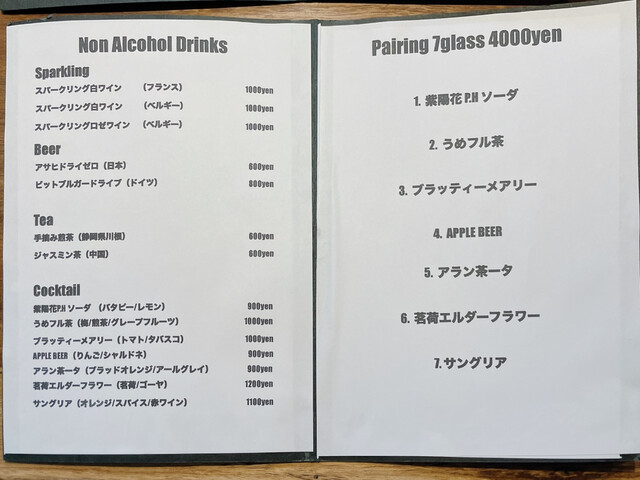 Non Alcohol Drinks
Sparkling
スパークリング白ワイン （フランス） 1000yen
スパークリング白ワイン （ベルギー） 1000yen
スパークリングロゼワイン （ベルギー） 1000yen
Beer
アサヒドライゼロ（日本） 600yen
ビットブルガードライブ（ドイツ） 800yen
Tea
手摘み煎茶（静岡県川根） 600yen
ジャスミン茶（中国） 600yen
Cocktail
紫陽花P.H ソーダ （バタピー/レモン） 900yen
うめフル茶（梅/煎茶/グレープフルーツ） 1000yen
ブラッティーメアリー（トマト/タバスコ） 1000yen
APPLE BEER（りんご/シャルドネ） 900yen
アラン茶ータ（ブラッドオレンジ/アールグレイ） 900yen
茗荷エルダーフラワー（茗荷/ゴーヤ） 1200yen
サングリア（オレンジ/スパイス/赤ワイン） 1100yen
Pairing 7glass 4000yen
1. 紫陽花 P.H ソーダ
2. うめフル茶
3. ブラッティーメアリー
4. APPLE BEER
5. アラン茶ータ
6. 茗荷エルダーフラワー
7. サングリア